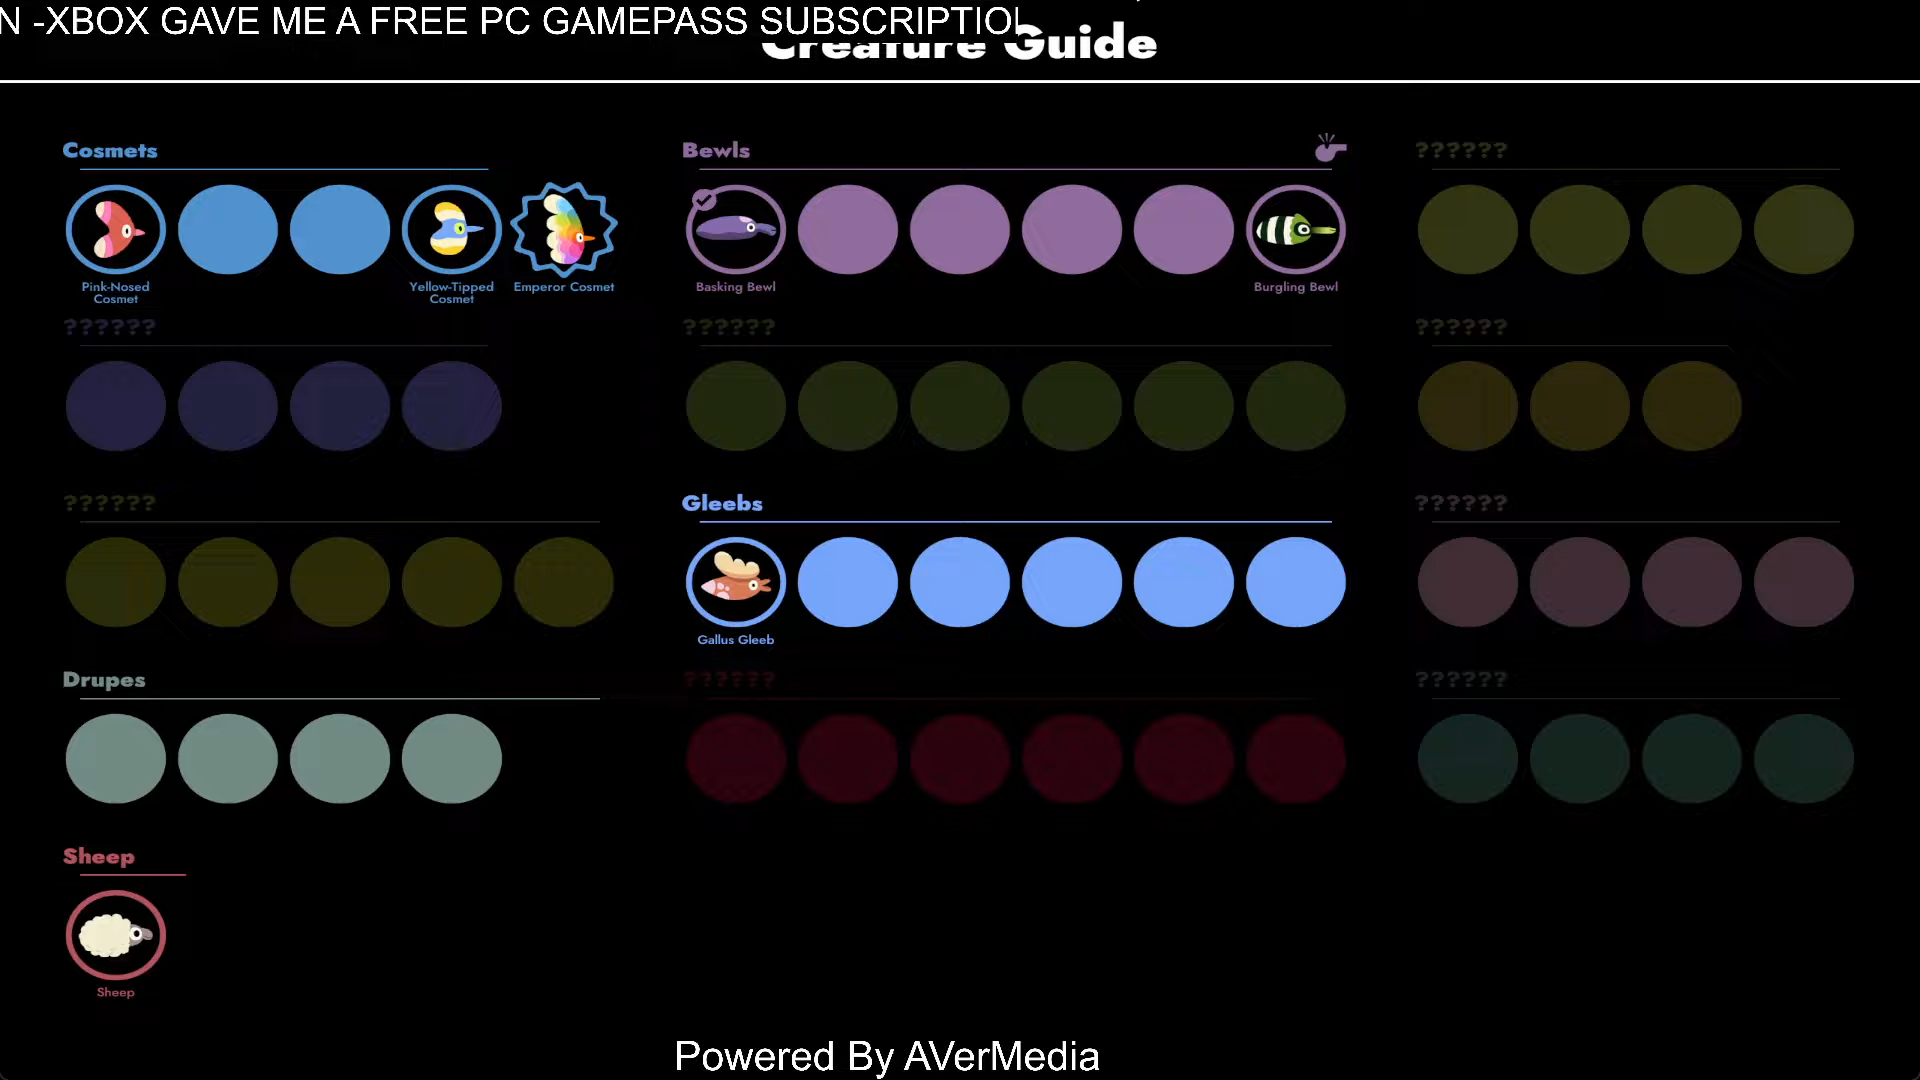 N -XBOX GAVE ME A FREE PC GAMEPASS SUBSCRIPTIO
Creature Guide
Cosmets
Bewls
??????
Pink-Nosed
Cosmet
Yellow-Tipped
Cosmet
Emperor Cosmet
Basking Bewl
Burgling Bewl
??????
??????
??????
??????
Gleebs
??????
Gallus Gleeb
Drupes
??????
??????
Sheep
Sheep
Powered By AVerMedia